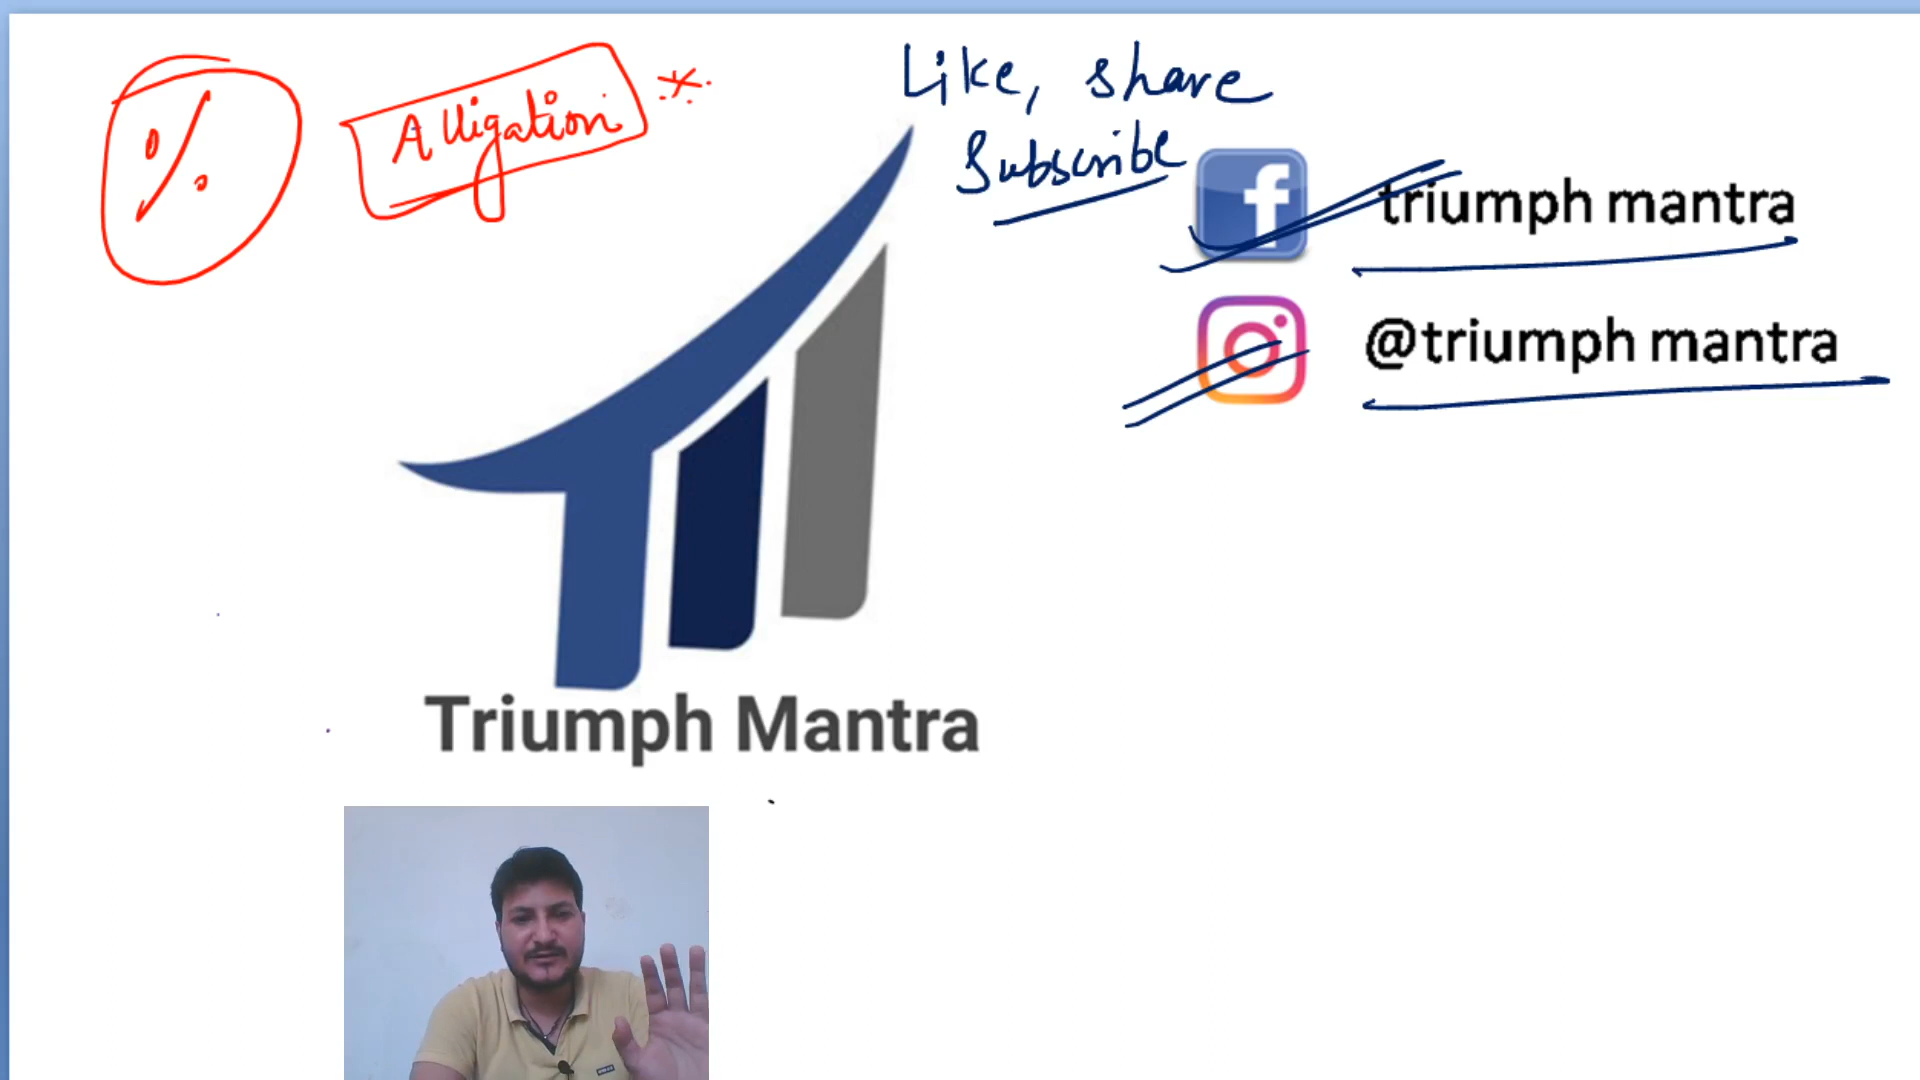 %
Alligation
Like, share
Subscribe
triumph mantra
@triumph mantra
Triumph Mantra